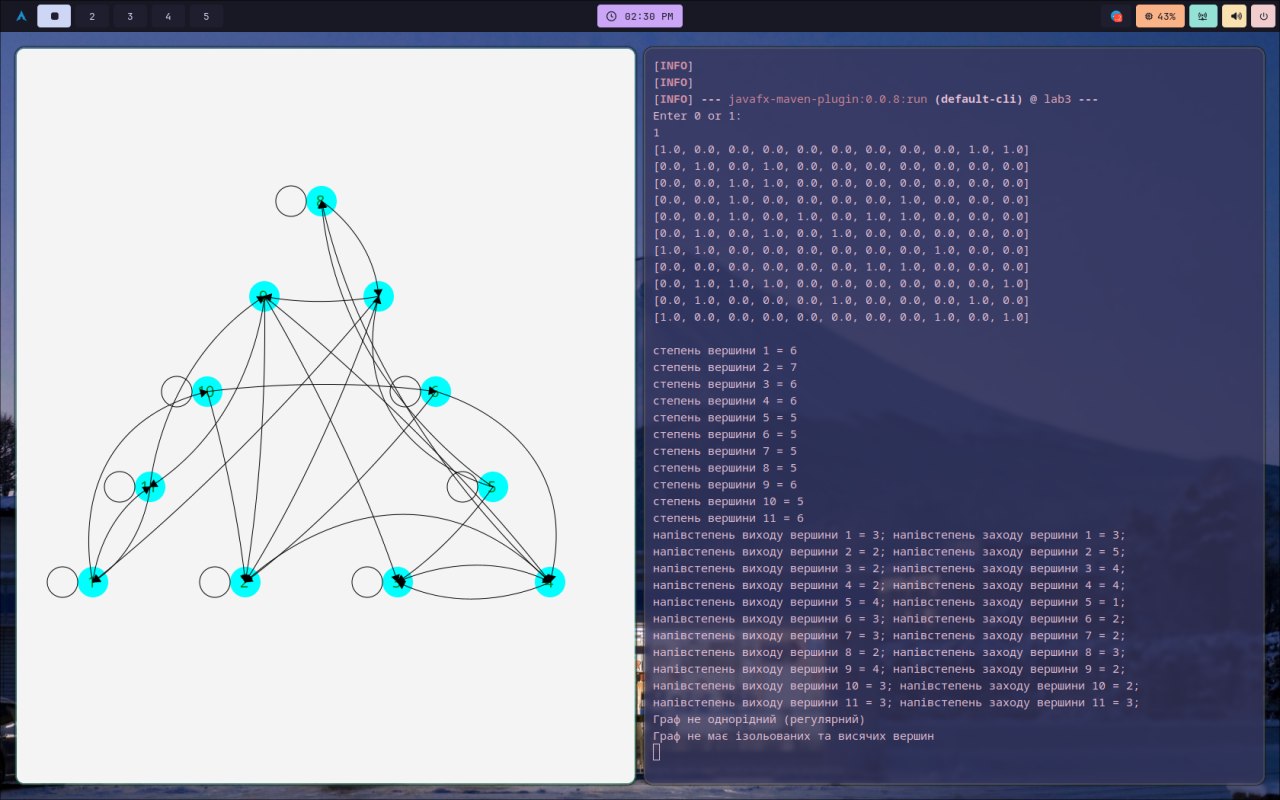 2 3 4 5 02:30 PM 43%
8
10
5
2
[INFO]
[INFO]
[INFO] --- javafx-maven-plugin:0.0.8:run (default-cli) @ lab3 ---
Enter 0 or 1:
1
[1.0, 0.0, 0.0, 0.0, 0.0, 0.0, 0.0, 0.0, 0.0, 1.0, 1.0]
[0.0, 1.0, 0.0, 1.0, 0.0, 0.0, 0.0, 0.0, 0.0, 0.0, 0.0]
[0.0, 0.0, 1.0, 1.0, 0.0, 0.0, 0.0, 0.0, 0.0, 0.0, 0.0]
[0.0, 0.0, 1.0, 0.0, 0.0, 0.0, 0.0, 1.0, 0.0, 0.0, 0.0]
[0.0, 0.0, 1.0, 0.0, 1.0, 0.0, 1.0, 1.0, 0.0, 0.0, 0.0]
[0.0, 1.0, 0.0, 1.0, 0.0, 1.0, 0.0, 0.0, 0.0, 0.0, 0.0]
[1.0, 1.0, 0.0, 0.0, 0.0, 0.0, 0.0, 0.0, 1.0, 0.0, 0.0]
[0.0, 0.0, 0.0, 0.0, 0.0, 0.0, 1.0, 1.0, 0.0, 0.0, 0.0]
[0.0, 1.0, 1.0, 1.0, 0.0, 0.0, 0.0, 0.0, 0.0, 0.0, 1.0]
[0.0, 1.0, 0.0, 0.0, 0.0, 1.0, 0.0, 0.0, 0.0, 1.0, 0.0]
[1.0, 0.0, 0.0, 0.0, 0.0, 0.0, 0.0, 0.0, 1.0, 0.0, 1.0]
степень вершини 1 = 6
степень вершини 2 = 7
степень вершини 3 = 6
степень вершини 4 = 6
степень вершини 5 = 5
степень вершини 6 = 5
степень вершини 7 = 5
степень вершини 8 = 5
степень вершини 9 = 6
степень вершини 10 = 5
степень вершини 11 = 6
напівстепень виходу вершини 1 = 3; напівстепень заходу вершини 1 = 3;
напівстепень виходу вершини 2 = 2; напівстепень заходу вершини 2 = 5;
напівстепень виходу вершини 3 = 2; напівстепень заходу вершини 3 = 4;
напівстепень виходу вершини 4 = 2; напівстепень заходу вершини 4 = 4;
напівстепень виходу вершини 5 = 4; напівстепень заходу вершини 5 = 1;
напівстепень виходу вершини 6 = 3; напівстепень заходу вершини 6 = 2;
напівстепень виходу вершини 7 = 3; напівстепень заходу вершини 7 = 2;
напівстепень виходу вершини 8 = 2; напівстепень заходу вершини 8 = 3;
напівстепень виходу вершини 9 = 4; напівстепень заходу вершини 9 = 2;
напівстепень виходу вершини 10 = 3; напівстепень заходу вершини 10 = 2;
напівстепень виходу вершини 11 = 3; напівстепень заходу вершини 11 = 3;
Граф не однорідний (регулярний)
Граф не має ізольованих та висячих вершин